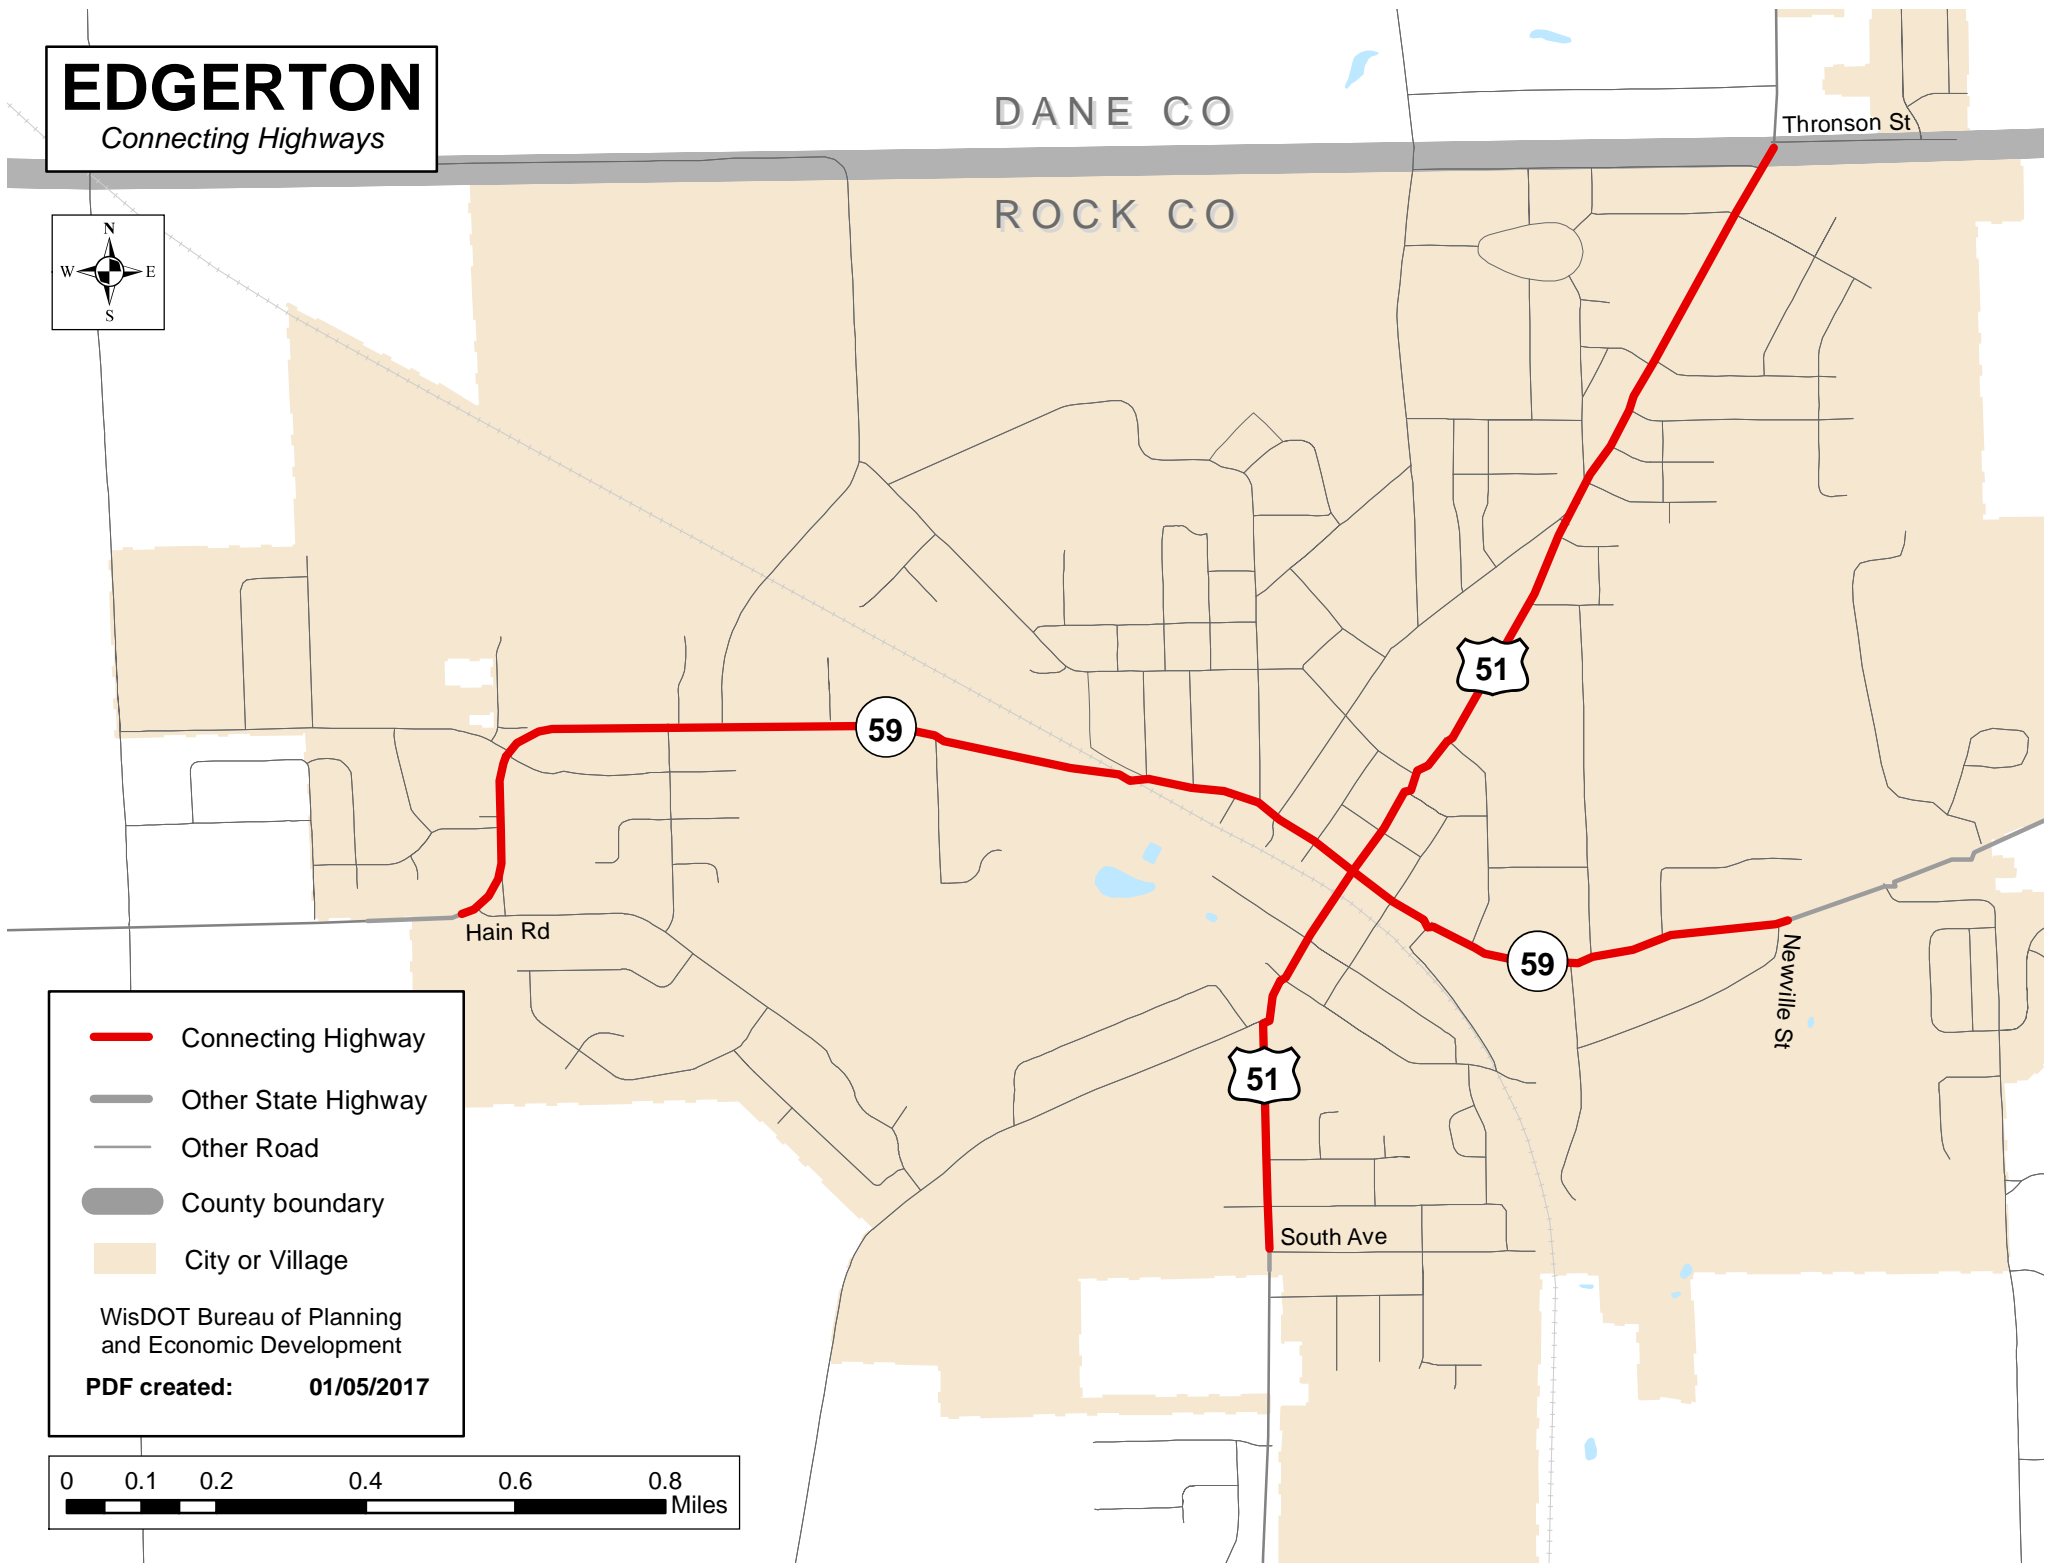 EDGERTON
Connecting Highways
DANE CO
Thronson St
ROCK CO
N
W E
S
51
59
Hain Rd
59
Newville St
51
South Ave
Connecting Highway
Other State Highway
Other Road
County boundary
City or Village
WisDOT Bureau of Planning
and Economic Development
PDF created: 01/05/2017
0 0.1 0.2 0.4 0.6 0.8
Miles